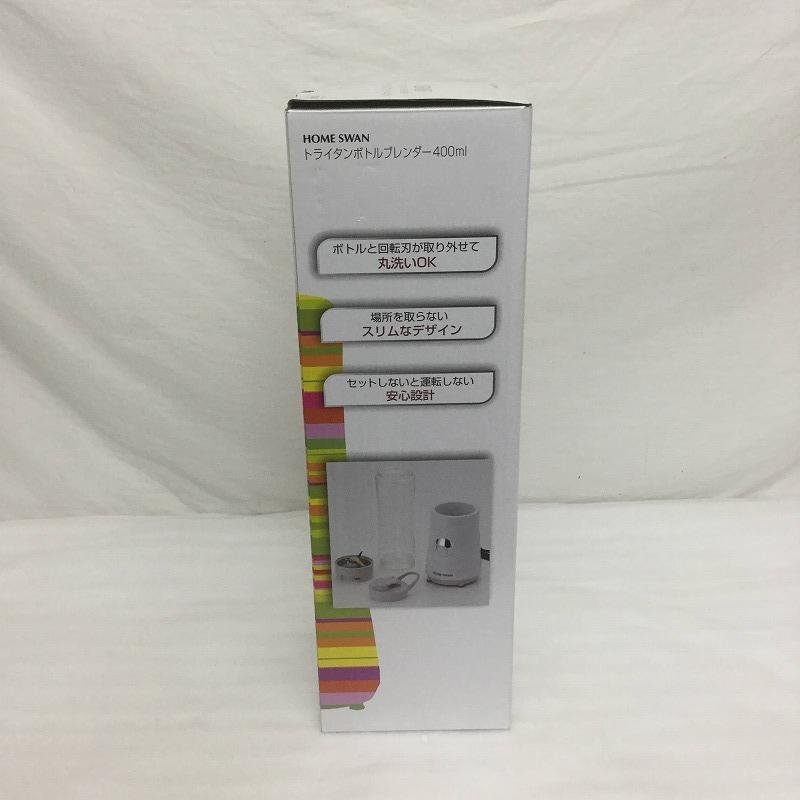 HOME SWAN
トライタンボトルブレンダー400ml
ボトルと回転刃が取り外せて
丸洗いOK
場所を取らない
スリムなデザイン
セットしないと運転しない
安心設計
HOME SWAN